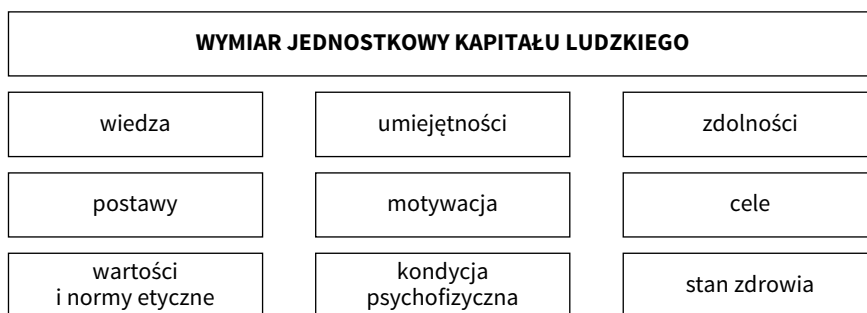 WYMIAR JEDNOSTKOWY KAPITAŁU LUDZKIEGO
wiedza
umiejętności
zdolności
postawy
motywacja
cele
wartości
i normy etyczne
kondycja
psychofizyczna
stan zdrowia